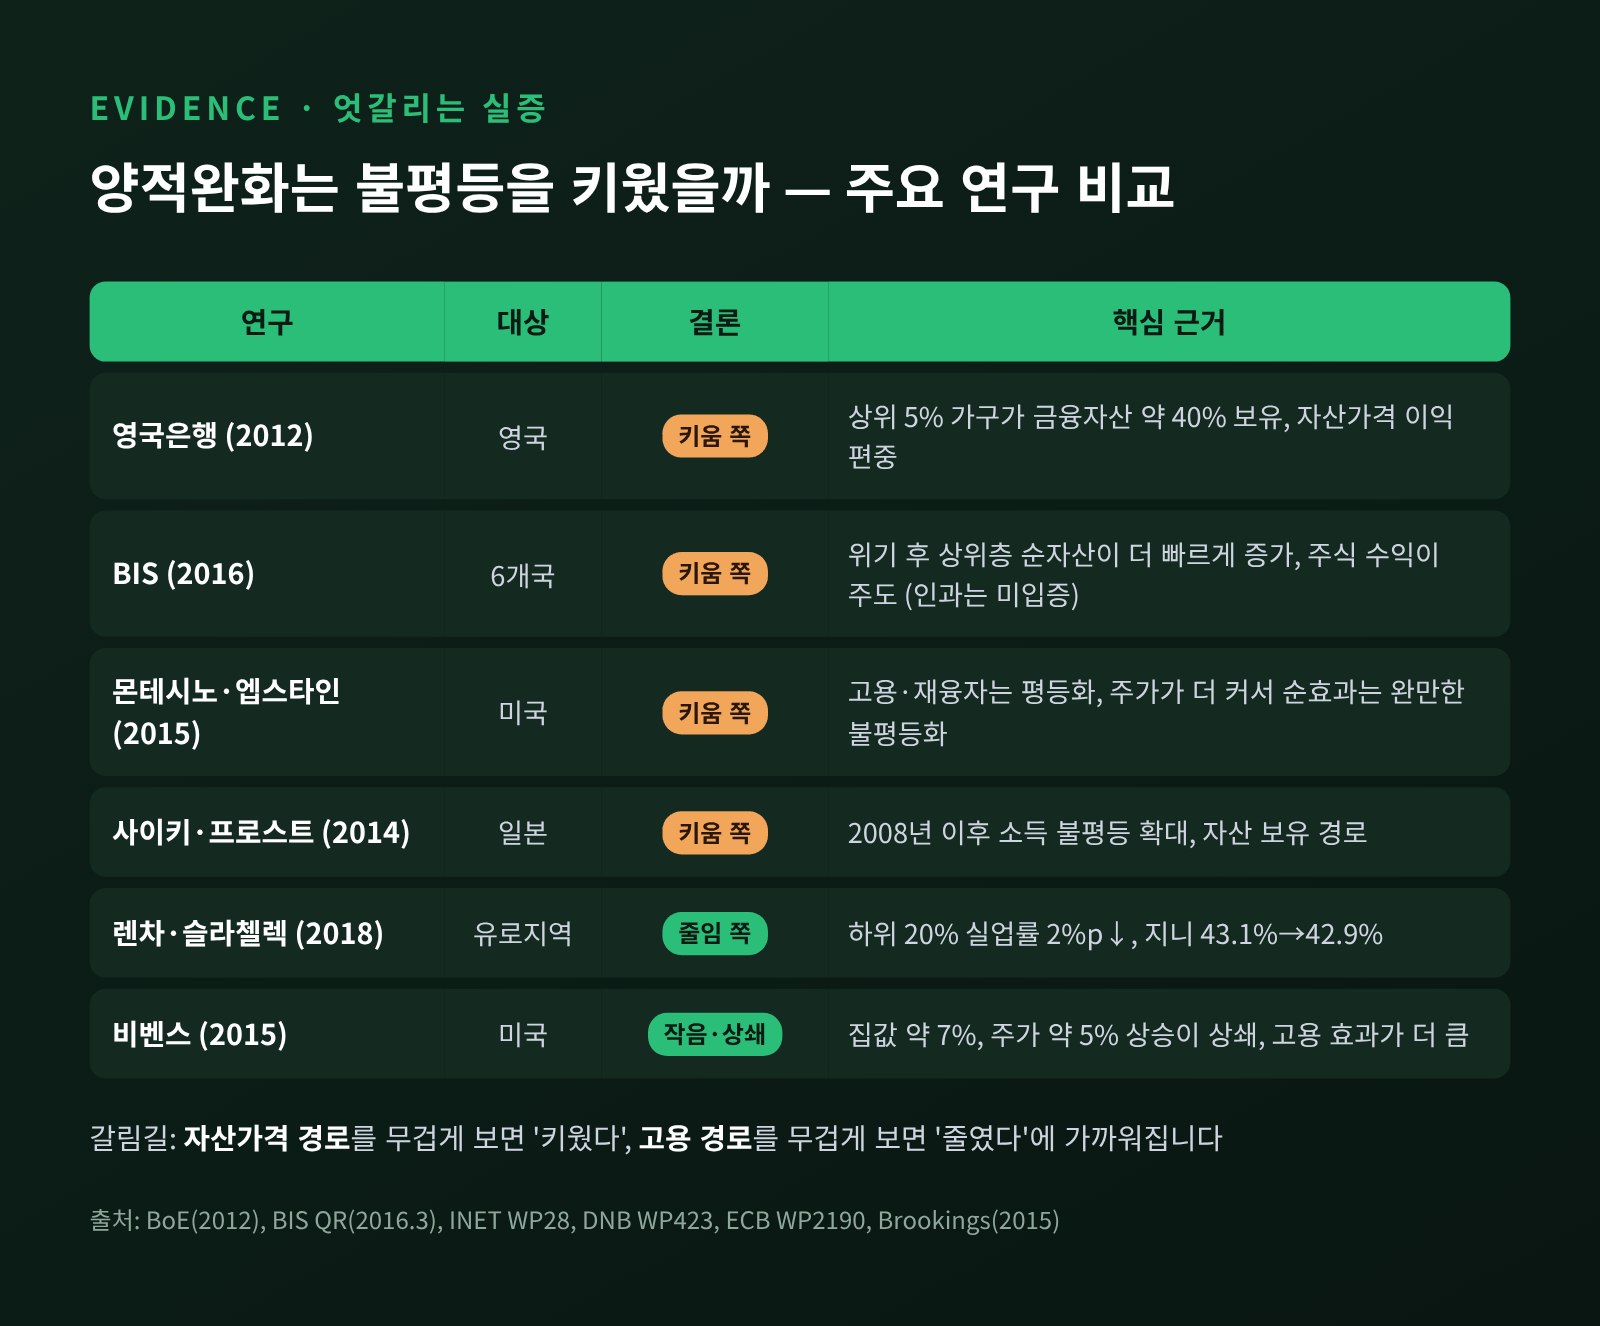 EVIDENCE · 엇갈리는 실증
양적완화는 불평등을 키웠을까 — 주요 연구 비교
연구 대상 결론 핵심 근거
영국은행 (2012) 영국 키움 쪽 상위 5% 가구가 금융자산 약 40% 보유, 자산가격 이익
편중
BIS (2016) 6개국 키움 쪽 위기 후 상위층 순자산이 더 빠르게 증가, 주식 수익이
주도 (인과는 미입증)
몬테시노·엡스타인
(2015) 미국 키움 쪽 고용·재융자는 평등화, 주가가 더 커서 순효과는 완만한
불평등화
사이키·프로스트 (2014) 일본 키움 쪽 2008년 이후 소득 불평등 확대, 자산 보유 경로
렌차·슬라첼렉 (2018) 유로지역 줄임 쪽 하위 20% 실업률 2%p↓, 지니 43.1%→42.9%
비벤스 (2015) 미국 작음·상쇄 집값 약 7%, 주가 약 5% 상승이 상쇄, 고용 효과가 더 큼
갈림길: 자산가격 경로를 무겁게 보면 '키웠다', 고용 경로를 무겁게 보면 '줄였다'에 가까워집니다
출처: BoE(2012), BIS QR(2016.3), INET WP28, DNB WP423, ECB WP2190, Brookings(2015)